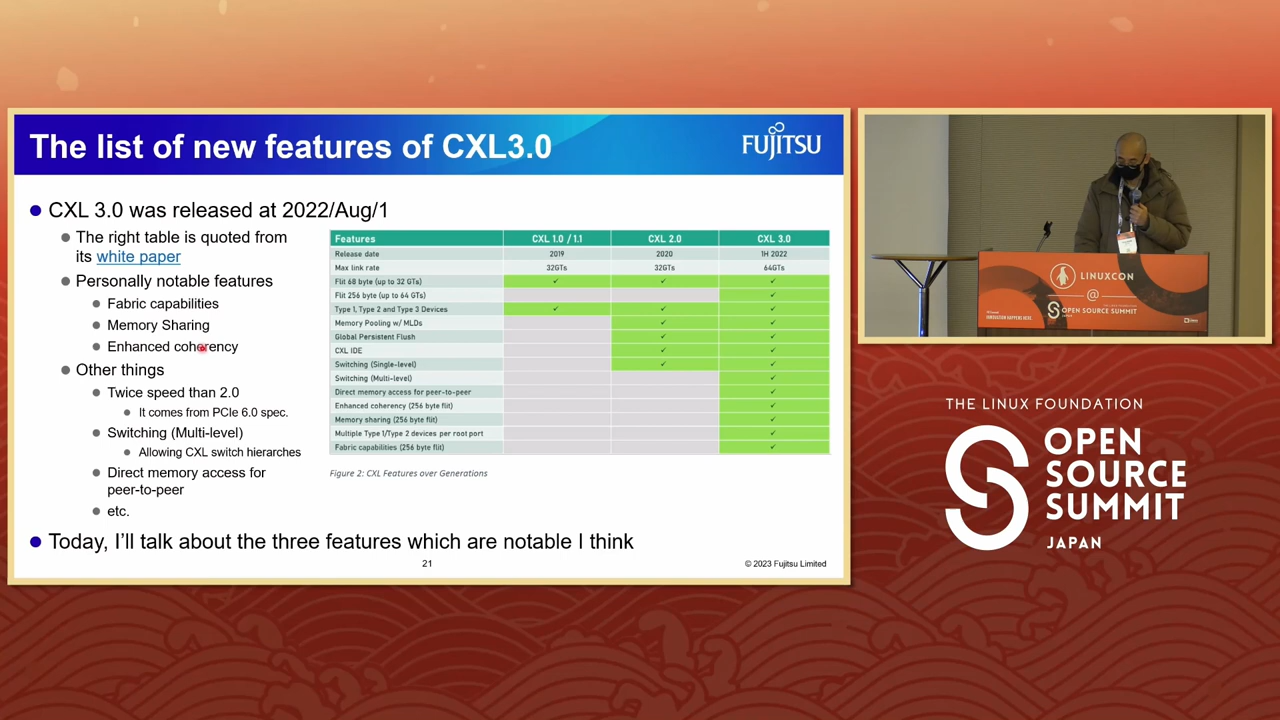 The list of new features of CXL3.0
FUJITSU
CXL 3.0 was released at 2022/Aug/1
The right table is quoted from
its white paper
Personally notable features
Fabric capabilities
Memory Sharing
Enhanced coherency
Other things
Twice speed than 2.0
It comes from PCIe 6.0 spec.
Switching (Multi-level)
Allowing CXL switch hierarches
Direct memory access for
peer-to-peer
etc.
Features CXL 1.0 / 1.1 CXL 2.0 CXL 3.0
Release date 2019 2020 1H 2022
Max link rate 32GTs 32GTs 64GTs
Flit 68 byte (up to 32 GTs) ✓ ✓ ✓
Flit 256 byte (up to 64 GTs) ✓
Type 1, Type 2 and Type 3 Devices ✓ ✓ ✓
Memory Pooling w/ MLDs ✓ ✓
Global Persistent Flush ✓ ✓
CXL IDE ✓ ✓
Switching (Single-level) ✓ ✓
Switching (Multi-level) ✓
Direct memory access for peer-to-peer ✓
Enhanced coherency (256 byte flit) ✓
Memory sharing (256 byte flit) ✓
Multiple Type 1/Type 2 devices per root port ✓
Fabric capabilities (256 byte flit) ✓
Figure 2: CXL Features over Generations
Today, I'll talk about the three features which are notable I think
21
© 2023 Fujitsu Limited
LINUXCON
@
OPEN SOURCE SUMMIT
THE LINUX FOUNDATION
OPEN
SOURCE
SUMMIT
JAPAN